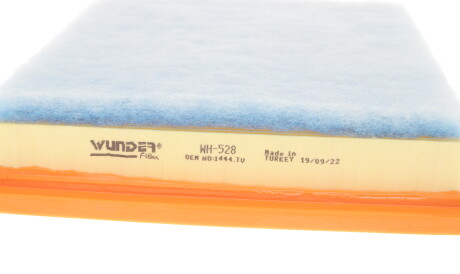 WUNDER®
Filter
WH-528
OEM NO:1444.TV
Made in
TURKEY 19/09/22